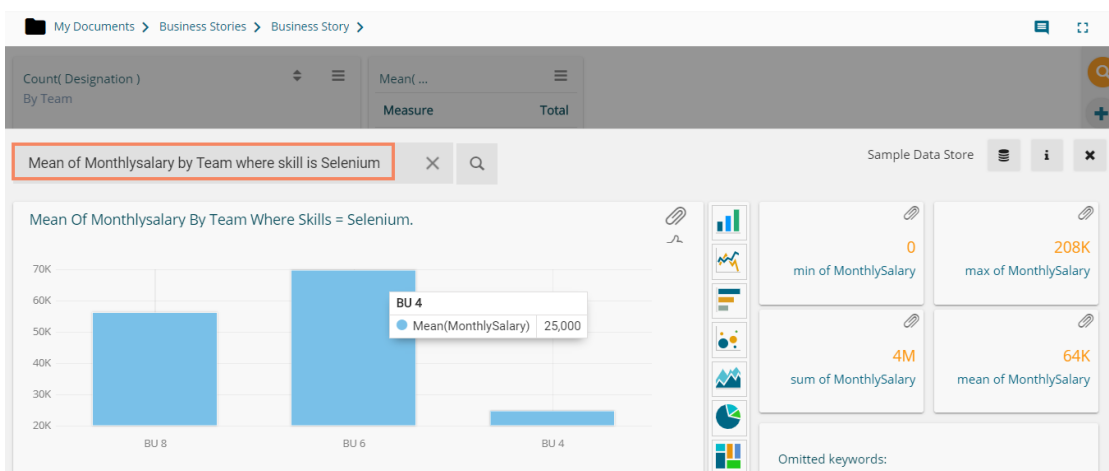 My Documents > Business Stories > Business Story >
Count( Designation )
By Team
Mean( ...
Measure Total
Mean of Monthlysalary by Team where skill is Selenium
Sample Data Store
Mean Of Monthlysalary By Team Where Skills = Selenium.
70K
60K
50K
40K
30K
20K
BU 8 BU 6 BU 4
BU 4
Mean(MonthlySalary) 25,000
0
min of MonthlySalary
208K
max of MonthlySalary
4M
sum of MonthlySalary
64K
mean of MonthlySalary
Omitted keywords: